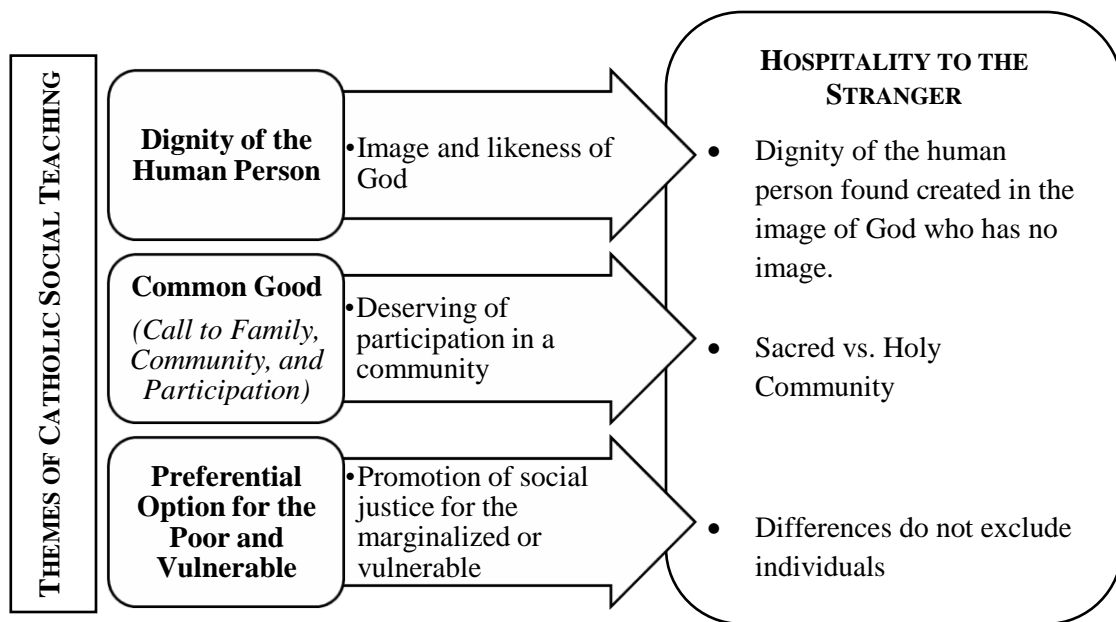 THEMES OF CATHOLIC SOCIAL TEACHING
Dignity of the
Human Person
•Image and likeness of
God
Common Good
(Call to Family,
Community, and
Participation)
•Deserving of
participation in a
community
Preferential
Option for the
Poor and
Vulnerable
•Promotion of social
justice for the
marginalized or
vulnerable
HOSPITALITY TO THE
STRANGER
• Dignity of the human
person found created in the
image of God who has no
image.
• Sacred vs. Holy
Community
• Differences do not exclude
individuals